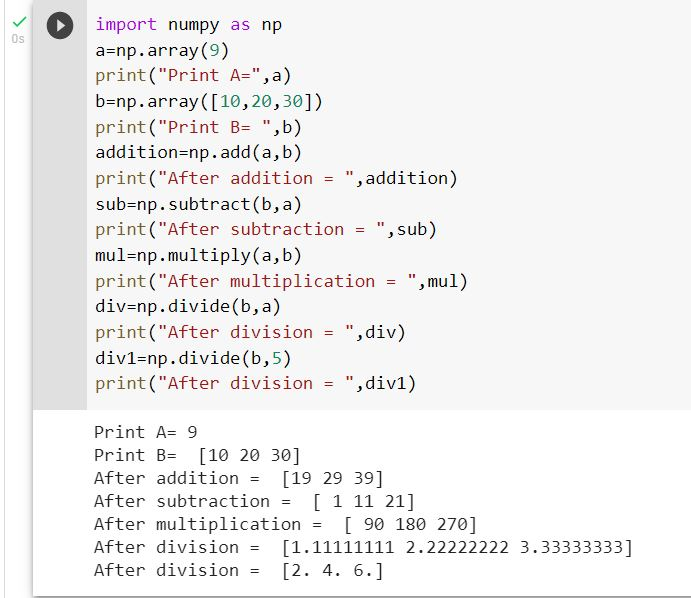 0s
import numpy as np
a=np.array(9)
print("Print A=",a)
b=np.array([10,20,30])
print("Print B= ",b)
addition=np.add(a,b)
print("After addition = ",addition)
sub=np.subtract(b,a)
print("After subtraction = ",sub)
mul=np.multiply(a,b)
print("After multiplication = ",mul)
div=np.divide(b,a)
print("After division = ",div)
div1=np.divide(b,5)
print("After division = ",div1)
Print A= 9
Print B=  [10 20 30]
After addition =  [19 29 39]
After subtraction =  [ 1 11 21]
After multiplication =  [ 90 180 270]
After division =  [1.11111111 2.22222222 3.33333333]
After division =  [2. 4. 6.]